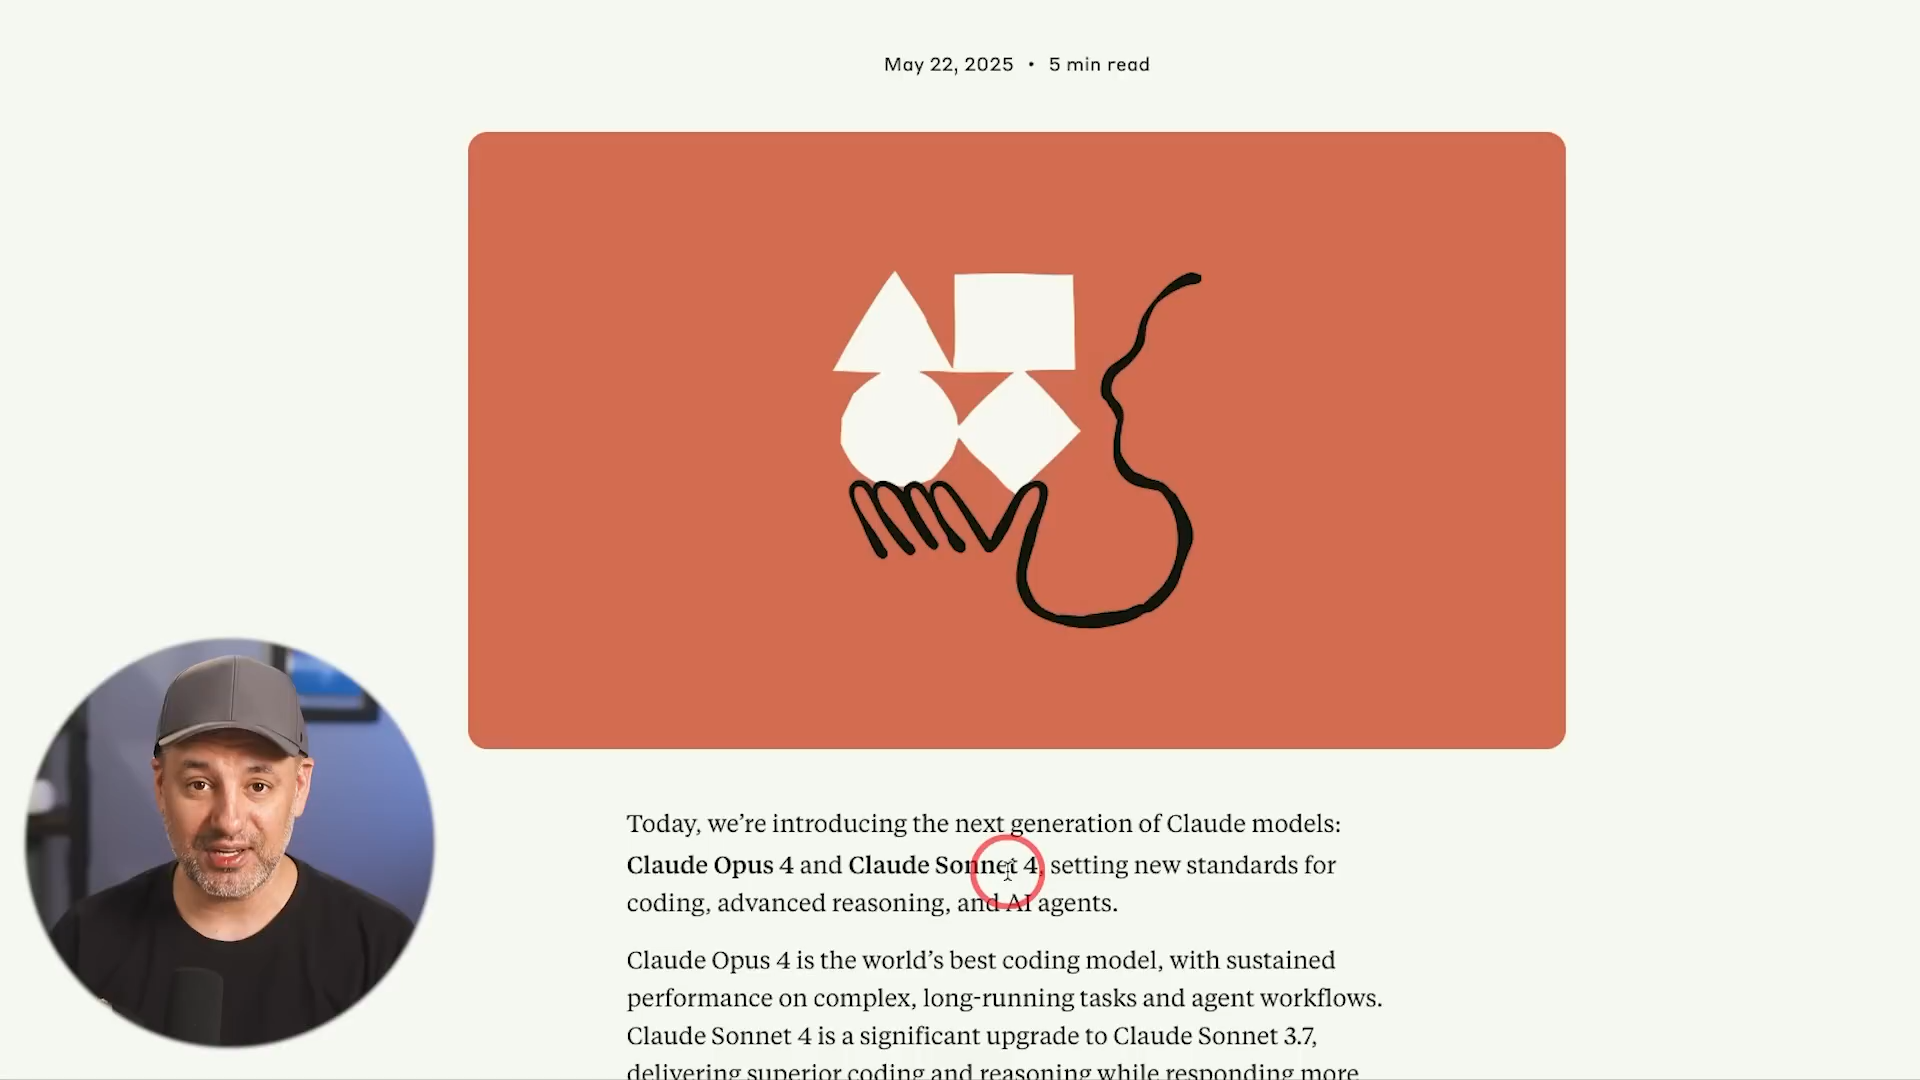 May 22, 2025 • 5 min read
Today, we’re introducing the next generation of Claude models:
Claude Opus 4 and Claude Sonnet 4, setting new standards for
coding, advanced reasoning, and AI agents.
Claude Opus 4 is the world’s best coding model, with sustained
performance on complex, long-running tasks and agent workflows.
Claude Sonnet 4 is a significant upgrade to Claude Sonnet 3.7,
delivering superior coding and reasoning while responding more